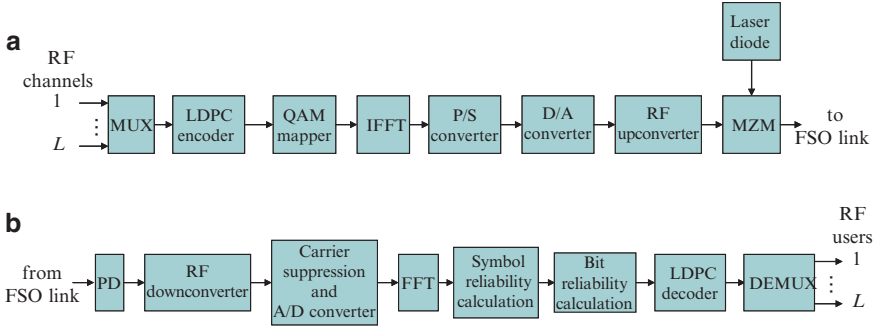 a
RF
channels
1
⋮
L
MUX
LDPC
encoder
QAM
mapper
IFFT
P/S
converter
D/A
converter
RF
upconverter
Laser
diode
MZM
to
FSO link
b
from
FSO link
PD
RF
downconverter
Carrier
suppression
and
A/D converter
FFT
Symbol
reliability
calculation
Bit
reliability
calculation
LDPC
decoder
DEMUX
RF
users
1
⋮
L